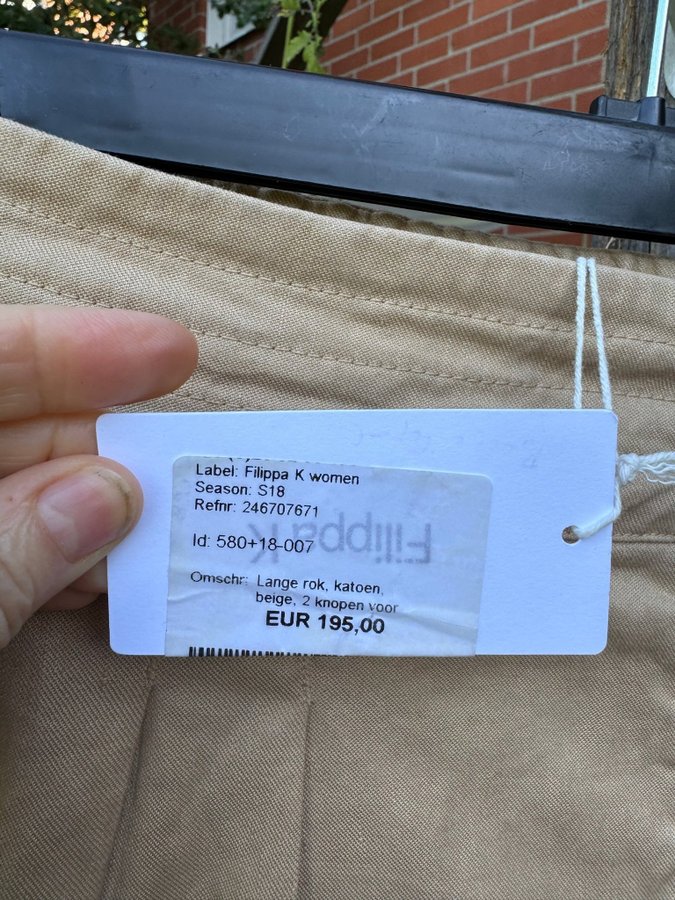 Label: Filippa K women
Season: S18
Refnr: 246707671
Id: 580+18-007
Filippa K
Omschr: Lange rok, katoen,
beige, 2 knopen voor
EUR 195,00